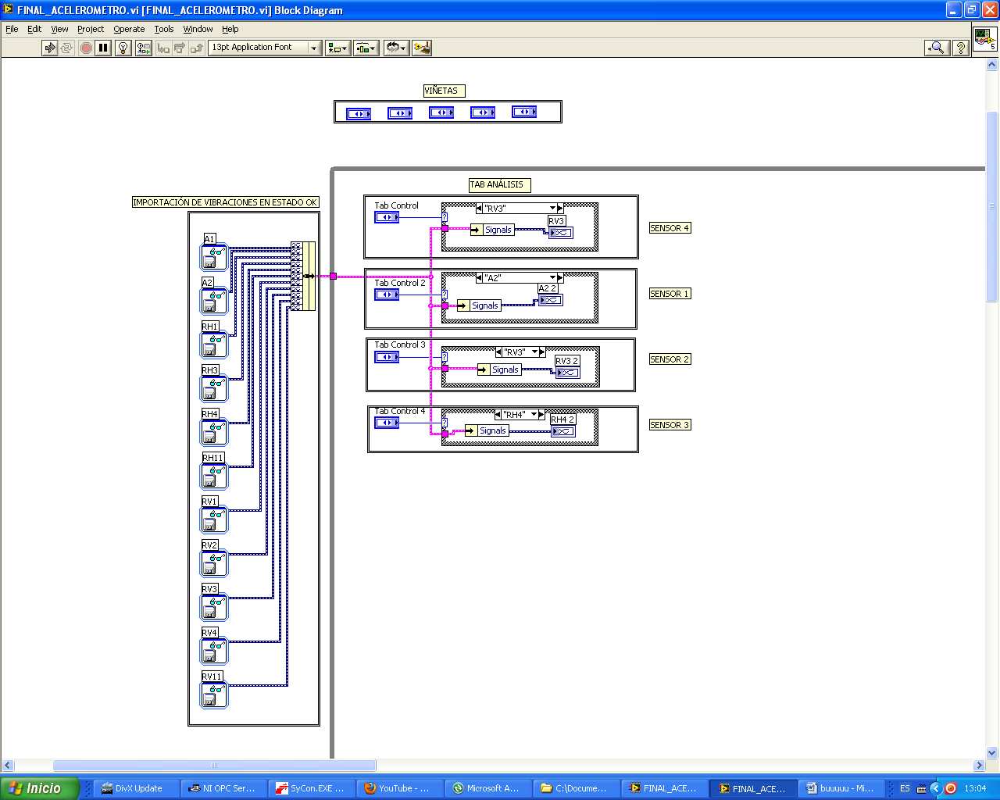 FINAL_ACELEROMETRO.vi [FINAL_ACELEROMETRO.vi] Block Diagram
File Edit View Project Operate Tools Window Help
13pt Application Font
5
VIÑETAS
TAB ANÁLISIS
IMPORTACIÓN DE VIBRACIONES EN ESTADO OK
Tab Control
"RV3"
RV3
Signals
SENSOR 4
Tab Control 2
"A2"
A2 2
Signals
SENSOR 1
Tab Control 3
"RV3"
RV3 2
Signals
SENSOR 2
Tab Control 4
"RH4"
RH4 2
Signals
SENSOR 3
A1
A2
RH1
RH3
RH4
RH11
RV1
RV2
RV3
RV4
RV11
Inicio
DivX Update
NI OPC Ser...
SyCon.EXE ...
YouTube - ...
Microsoft A...
C:\Docume...
FINAL_ACE...
FINAL_ACE...
buuuuu - Mi...
ES
13:04